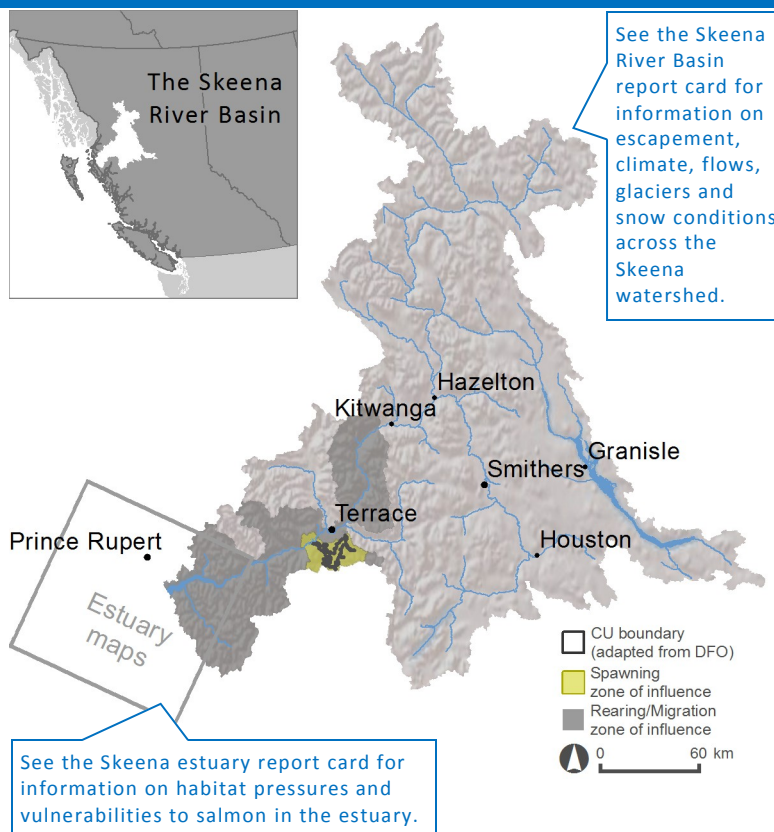 The Skeena
River Basin
See the Skeena
River Basin
report card for
information on
escapement,
climate, flows,
glaciers and
snow conditions
across the
Skeena
watershed.
Hazelton
Kitwanga
Granisle
Smithers
Terrace
Prince Rupert
Houston
Estuary
maps
CU boundary
(adapted from DFO)
Spawning
zone of influence
Rearing/Migration
zone of influence
0 60 km
See the Skeena estuary report card for
information on habitat pressures and
vulnerabilities to salmon in the estuary.